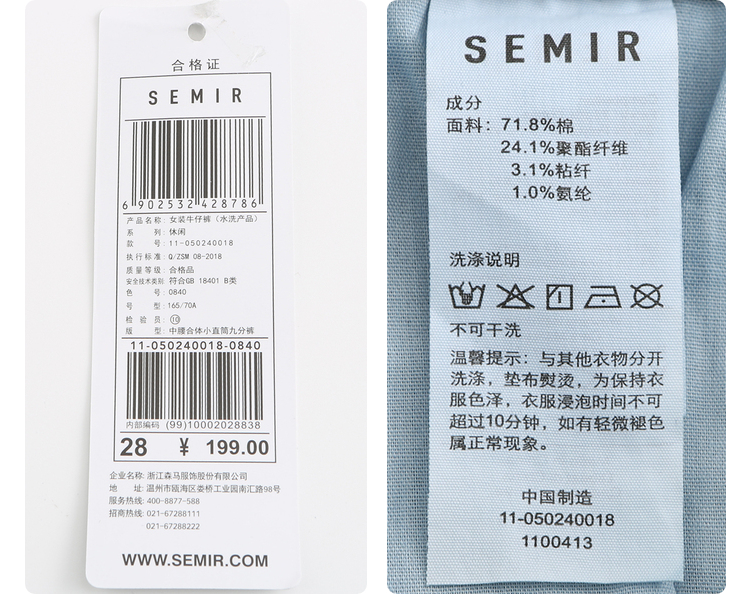 合格证
SEMIR
6 902532 428786
产品名称: 女装牛仔裤（水洗产品）
系 列: 休闲
款 号: 11-050240018
执行标准: Q/ZSM 08-2018
质量等级: 合格品
安全技术类别: 符合GB 18401 B类
色 号: 0840
号 型: 165/70A
检 验 员: ⑩
版 型: 中腰合体小直筒九分裤
11-050240018-0840
内部编码 (99)10002028838
28 ¥ 199.00
企业名称: 浙江森马服饰股份有限公司
地 址: 温州市瓯海区娄桥工业园南汇路98号
服务热线: 400-8877-588
招商热线: 021-67288111
021-67288222
WWW.SEMIR.COM
SEMIR
成分
面料: 71.8%棉
24.1%聚酯纤维
3.1%粘纤
1.0%氨纶
洗涤说明
不可干洗
温馨提示: 与其他衣物分开
洗涤，垫布熨烫，为保持衣
服色泽，衣服浸泡时间不可
超过10分钟，如有轻微褪色
属正常现象。
中国制造
11-050240018
1100413